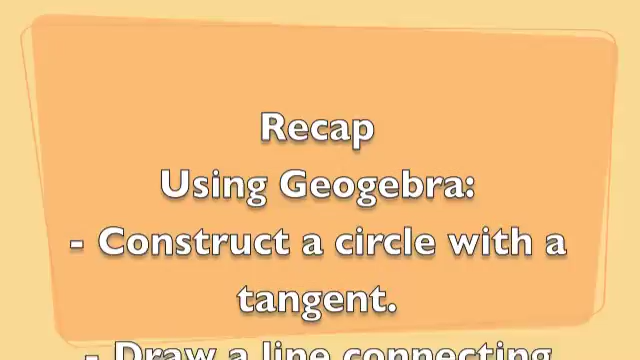 Recap
Using Geogebra:
- Construct a circle with a
tangent.
- Draw a line connecting